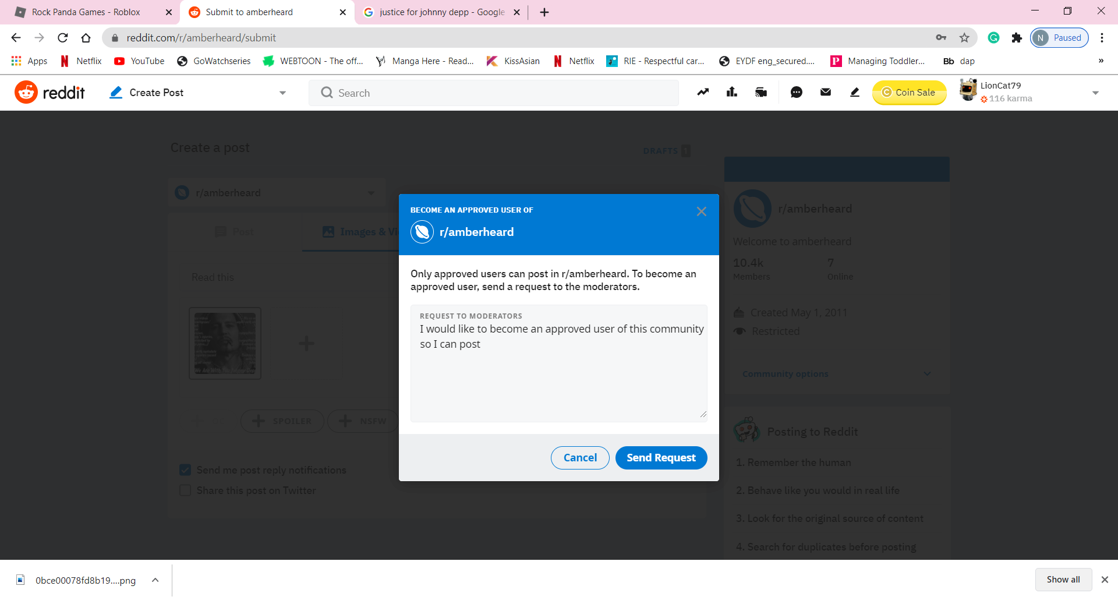 Rock Panda Games - Roblox
Submit to amberheard
justice for johnny depp - Google
reddit.com/r/amberheard/submit
N Paused
Apps
Netflix
YouTube
GoWatchseries
WEBTOON - The off...
Manga Here - Read...
KissAsian
Netflix
RIE - Respectful car...
EYDF eng_secured....
Managing Toddler...
Bb dap
»
reddit
Create Post
Search
Coin Sale
LionCat79
116 karma
Create a post
DRAFTS 1
r/amberheard
Post
Images & Vi
Read this
+ SPOILER
+ NSFW
Send me post reply notifications
Share this post on Twitter
BECOME AN APPROVED USER OF
r/amberheard
Only approved users can post in r/amberheard. To become an
approved user, send a request to the moderators.
REQUEST TO MODERATORS
I would like to become an approved user of this community
so I can post
Cancel
Send Request
r/amberheard
Welcome to amberheard
10.4k
Members
7
Online
Created May 1, 2011
Restricted
Community options
Posting to Reddit
1. Remember the human
2. Behave like you would in real life
3. Look for the original source of content
4. Search for duplicates before posting
0bce00078fd8b19....png
Show all